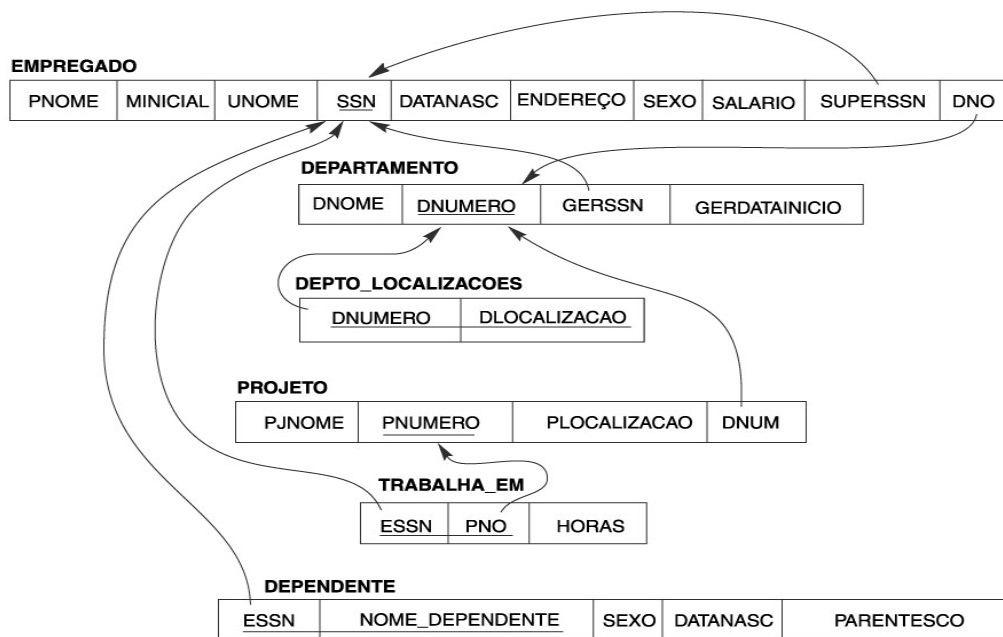 EMPREGADO
PNOME MINICIAL UNOME SSN DATANASC ENDEREÇO SEXO SALARIO SUPERSSN DNO
DEPARTAMENTO
DNOME DNUMERO GERSSN GERDATAINICIO
DEPTO_LOCALIZACOES
DNUMERO DLOCALIZACAO
PROJETO
PJNOME PNUMERO PLOCALIZACAO DNUM
TRABALHA_EM
ESSN PNO HORAS
DEPENDENTE
ESSN NOME_DEPENDENTE SEXO DATANASC PARENTESCO